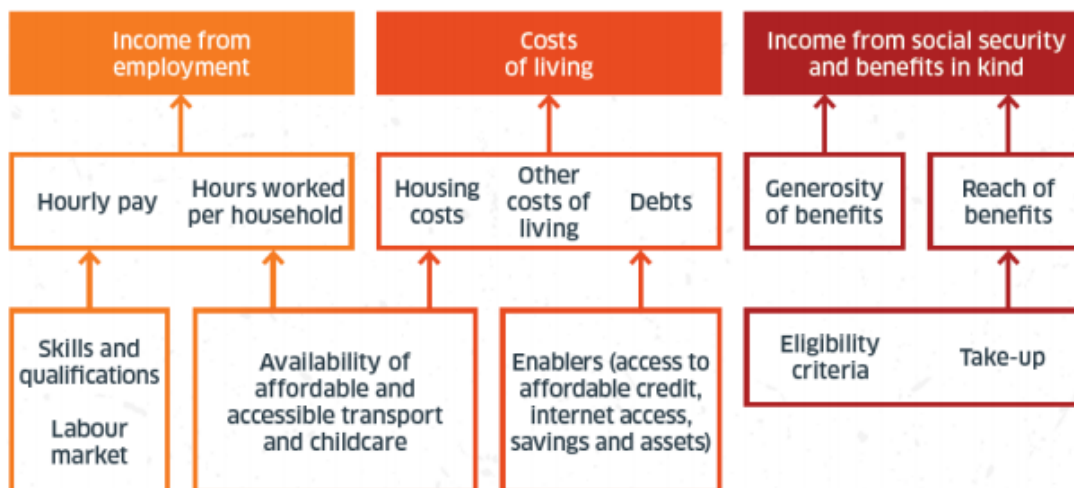 Income from
employment
Costs
of living
Income from social security
and benefits in kind
Hourly pay
Hours worked
per household
Housing
costs
Other
costs of
living
Debts
Generosity
of benefits
Reach of
benefits
Skills and
qualifications
Labour
market
Availability of
affordable and
accessible transport
and childcare
Enablers (access to
affordable credit,
internet access,
savings and assets)
Eligibility
criteria
Take-up